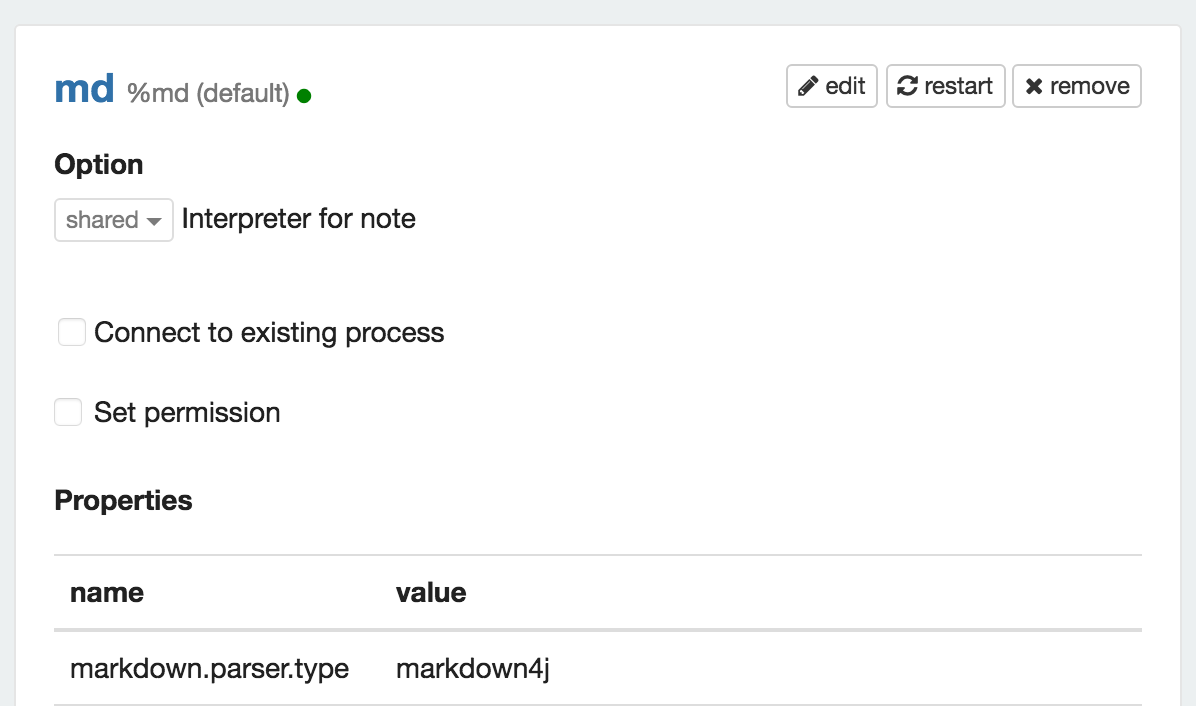 md %md (default) edit restart remove
Option
shared Interpreter for note
Connect to existing process
Set permission
Properties
name value
markdown.parser.type markdown4j